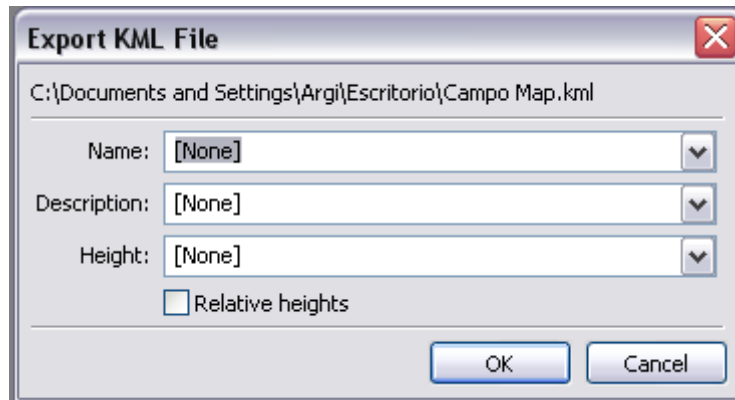 Export KML File
C:\Documents and Settings\Argi\Escritorio\Campo Map.kml
Name: [None]
Description: [None]
Height: [None]
Relative heights
OK Cancel